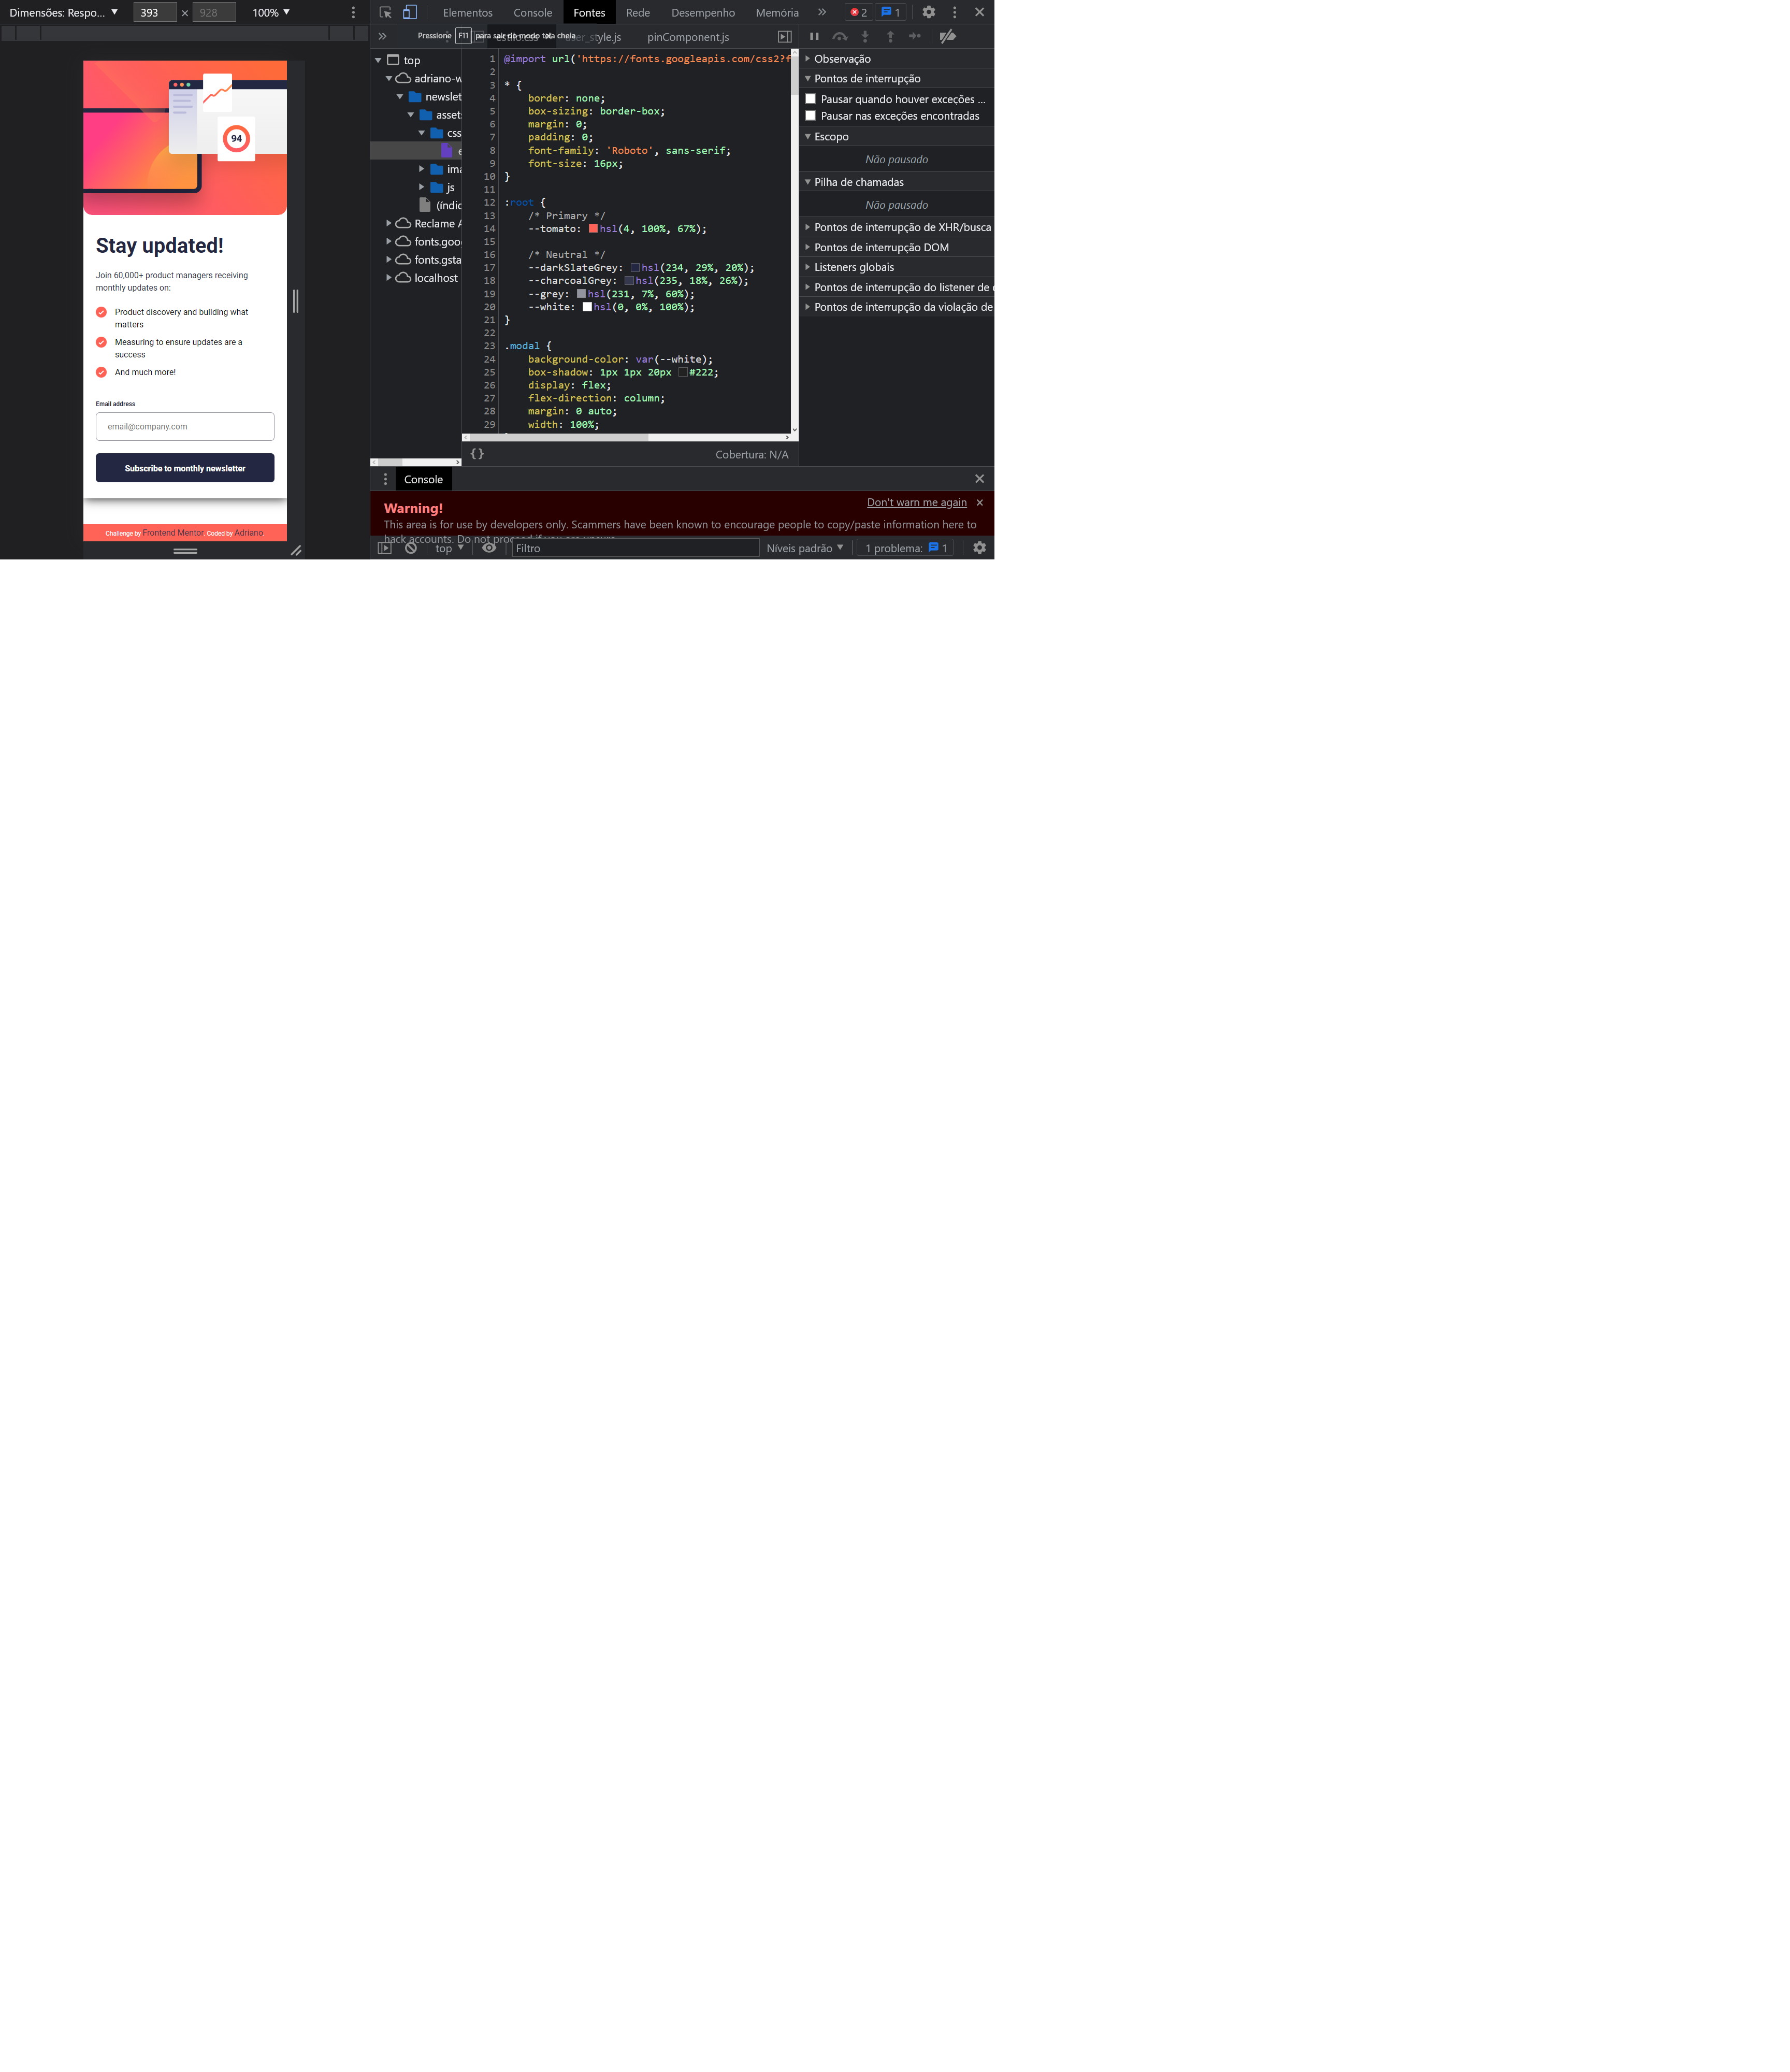 Dimensões: Respo... ▼ 393 × 928 100% ▼
94
Stay updated!
Join 60,000+ product managers receiving
monthly updates on:
Product discovery and building what
matters
Measuring to ensure updates are a
success
And much more!
Email address
email@company.com
Subscribe to monthly newsletter
Challenge by Frontend Mentor. Coded by Adriano
Elementos Console Fontes Rede Desempenho Memória 2 1
Pressione F11 para sair do modo tela cheia
estilo.css style.js pinComponent.js
top
adriano-w
newslet
asset
css
e
ima
js
(índic
Reclame A
fonts.goog
fonts.gsta
localhost
1 @import url('https://fonts.googleapis.com/css2?f
2
3 * {
4 border: none;
5 box-sizing: border-box;
6 margin: 0;
7 padding: 0;
8 font-family: 'Roboto', sans-serif;
9 font-size: 16px;
10 }
11
12 :root {
13 /* Primary */
14 --tomato: hsl(4, 100%, 67%);
15
16 /* Neutral */
17 --darkSlateGrey: hsl(234, 29%, 20%);
18 --charcoalGrey: hsl(235, 18%, 26%);
19 --grey: hsl(231, 7%, 60%);
20 --white: hsl(0, 0%, 100%);
21 }
22
23 .modal {
24 background-color: var(--white);
25 box-shadow: 1px 1px 20px #222;
26 display: flex;
27 flex-direction: column;
28 margin: 0 auto;
29 width: 100%;
{} Cobertura: N/A
Observação
Pontos de interrupção
Pausar quando houver exceções ...
Pausar nas exceções encontradas
Escopo
Não pausado
Pilha de chamadas
Não pausado
Pontos de interrupção de XHR/busca
Pontos de interrupção DOM
Listeners globais
Pontos de interrupção do listener de
Pontos de interrupção da violação de
Console
Warning!
Don't warn me again
This area is for use by developers only. Scammers have been known to encourage people to copy/paste information here to
hack accounts. Do not proceed if you are unsure.
top ▼ Filtro Níveis padrão ▼ 1 problema: 1